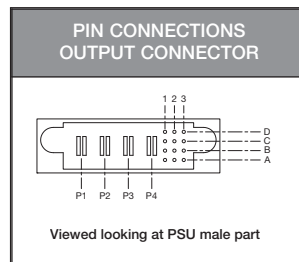 PIN CONNECTIONS
OUTPUT CONNECTOR
1 2 3
D
C
B
A
P1 P2 P3 P4
Viewed looking at PSU male part